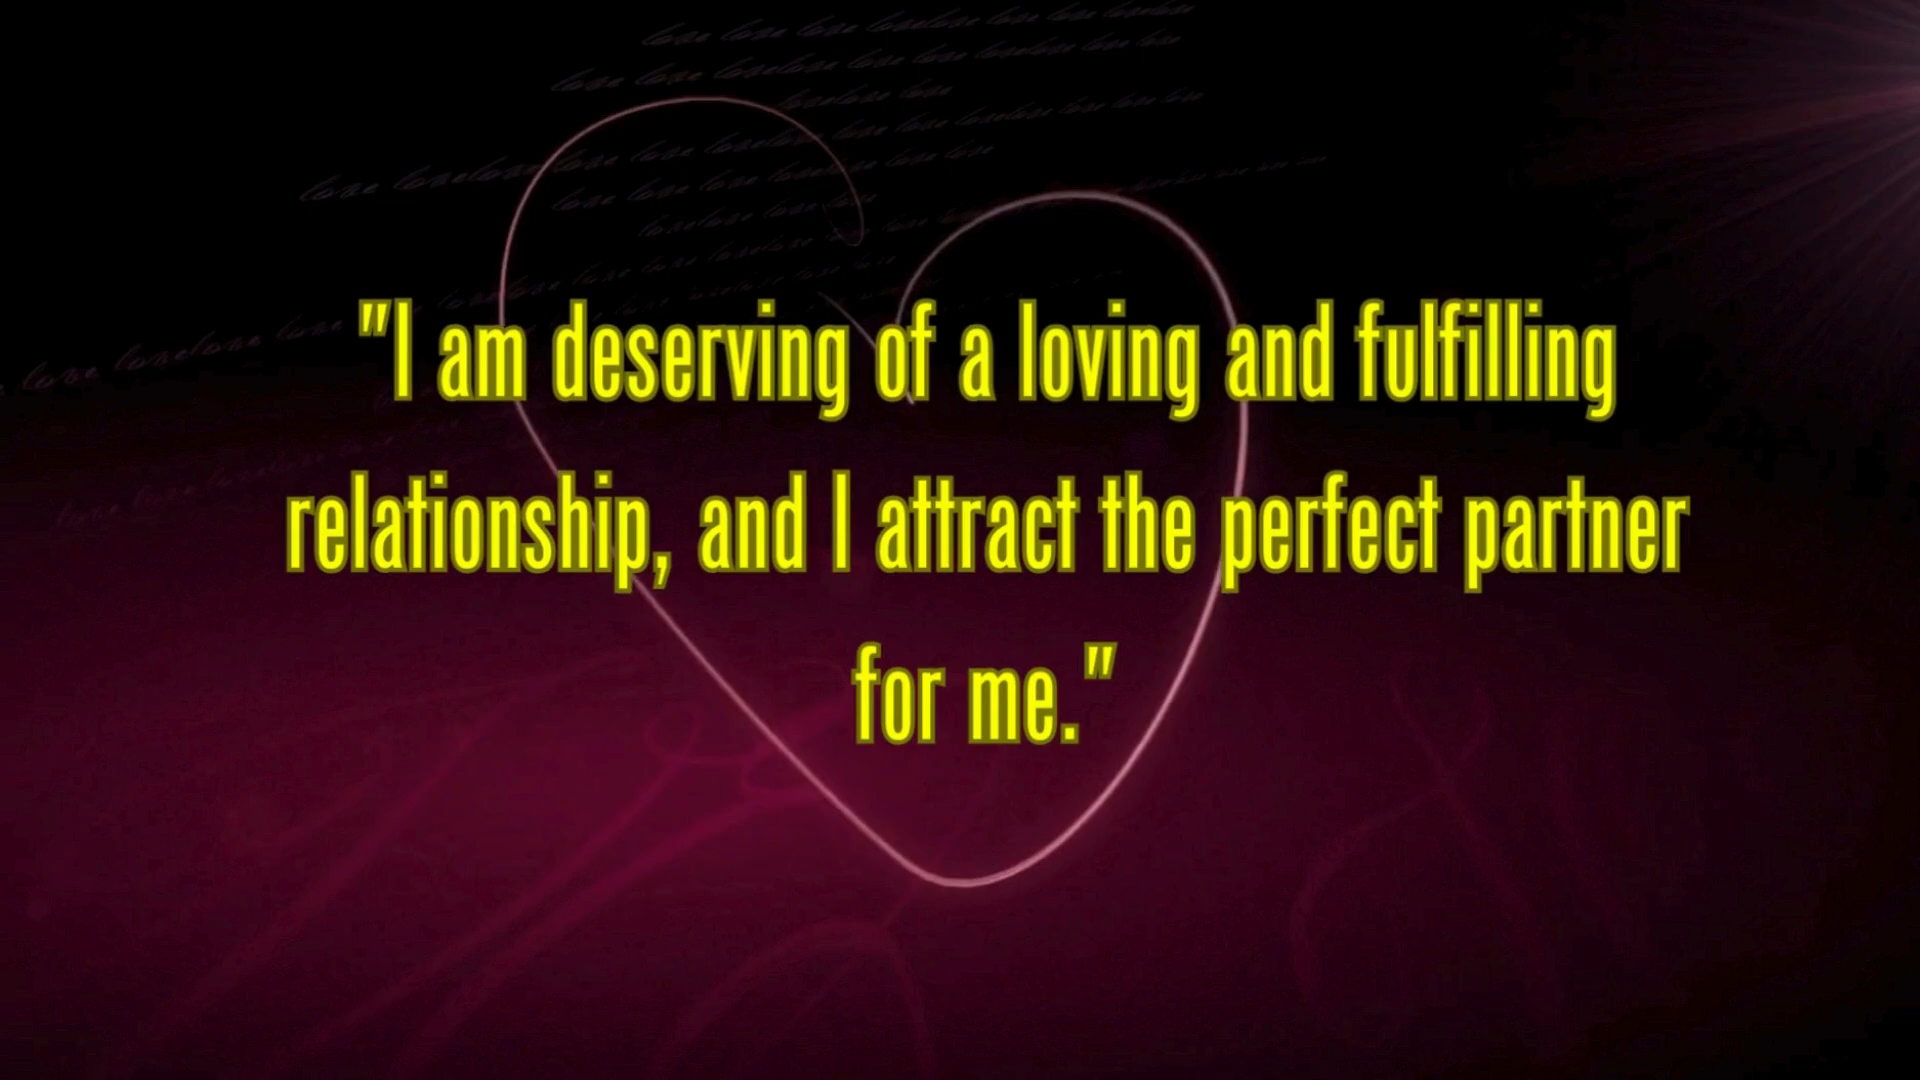 "I am deserving of a loving and fulfilling
relationship, and I attract the perfect partner
for me."